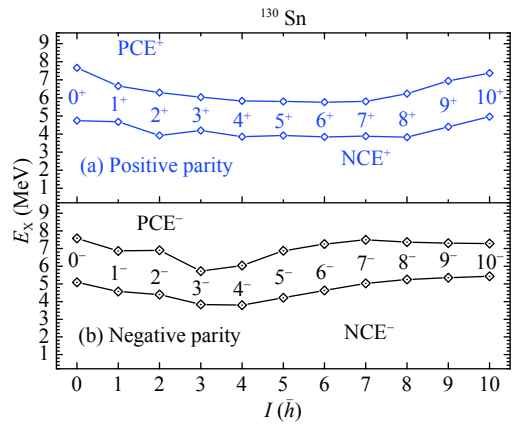 ¹³⁰ Sn
PCE⁺
0⁺ 1⁺ 2⁺ 3⁺ 4⁺ 5⁺ 6⁺ 7⁺ 8⁺ 9⁺ 10⁺
(a) Positive parity
NCE⁺
9
8
7
6
5
4
3
2
1
E_X (MeV)
PCE⁻
0⁻ 1⁻ 2⁻ 3⁻ 4⁻ 5⁻ 6⁻ 7⁻ 8⁻ 9⁻ 10⁻
(b) Negative parity
NCE⁻
9
8
7
6
5
4
3
2
1
0 1 2 3 4 5 6 7 8 9 10
I (ħ)